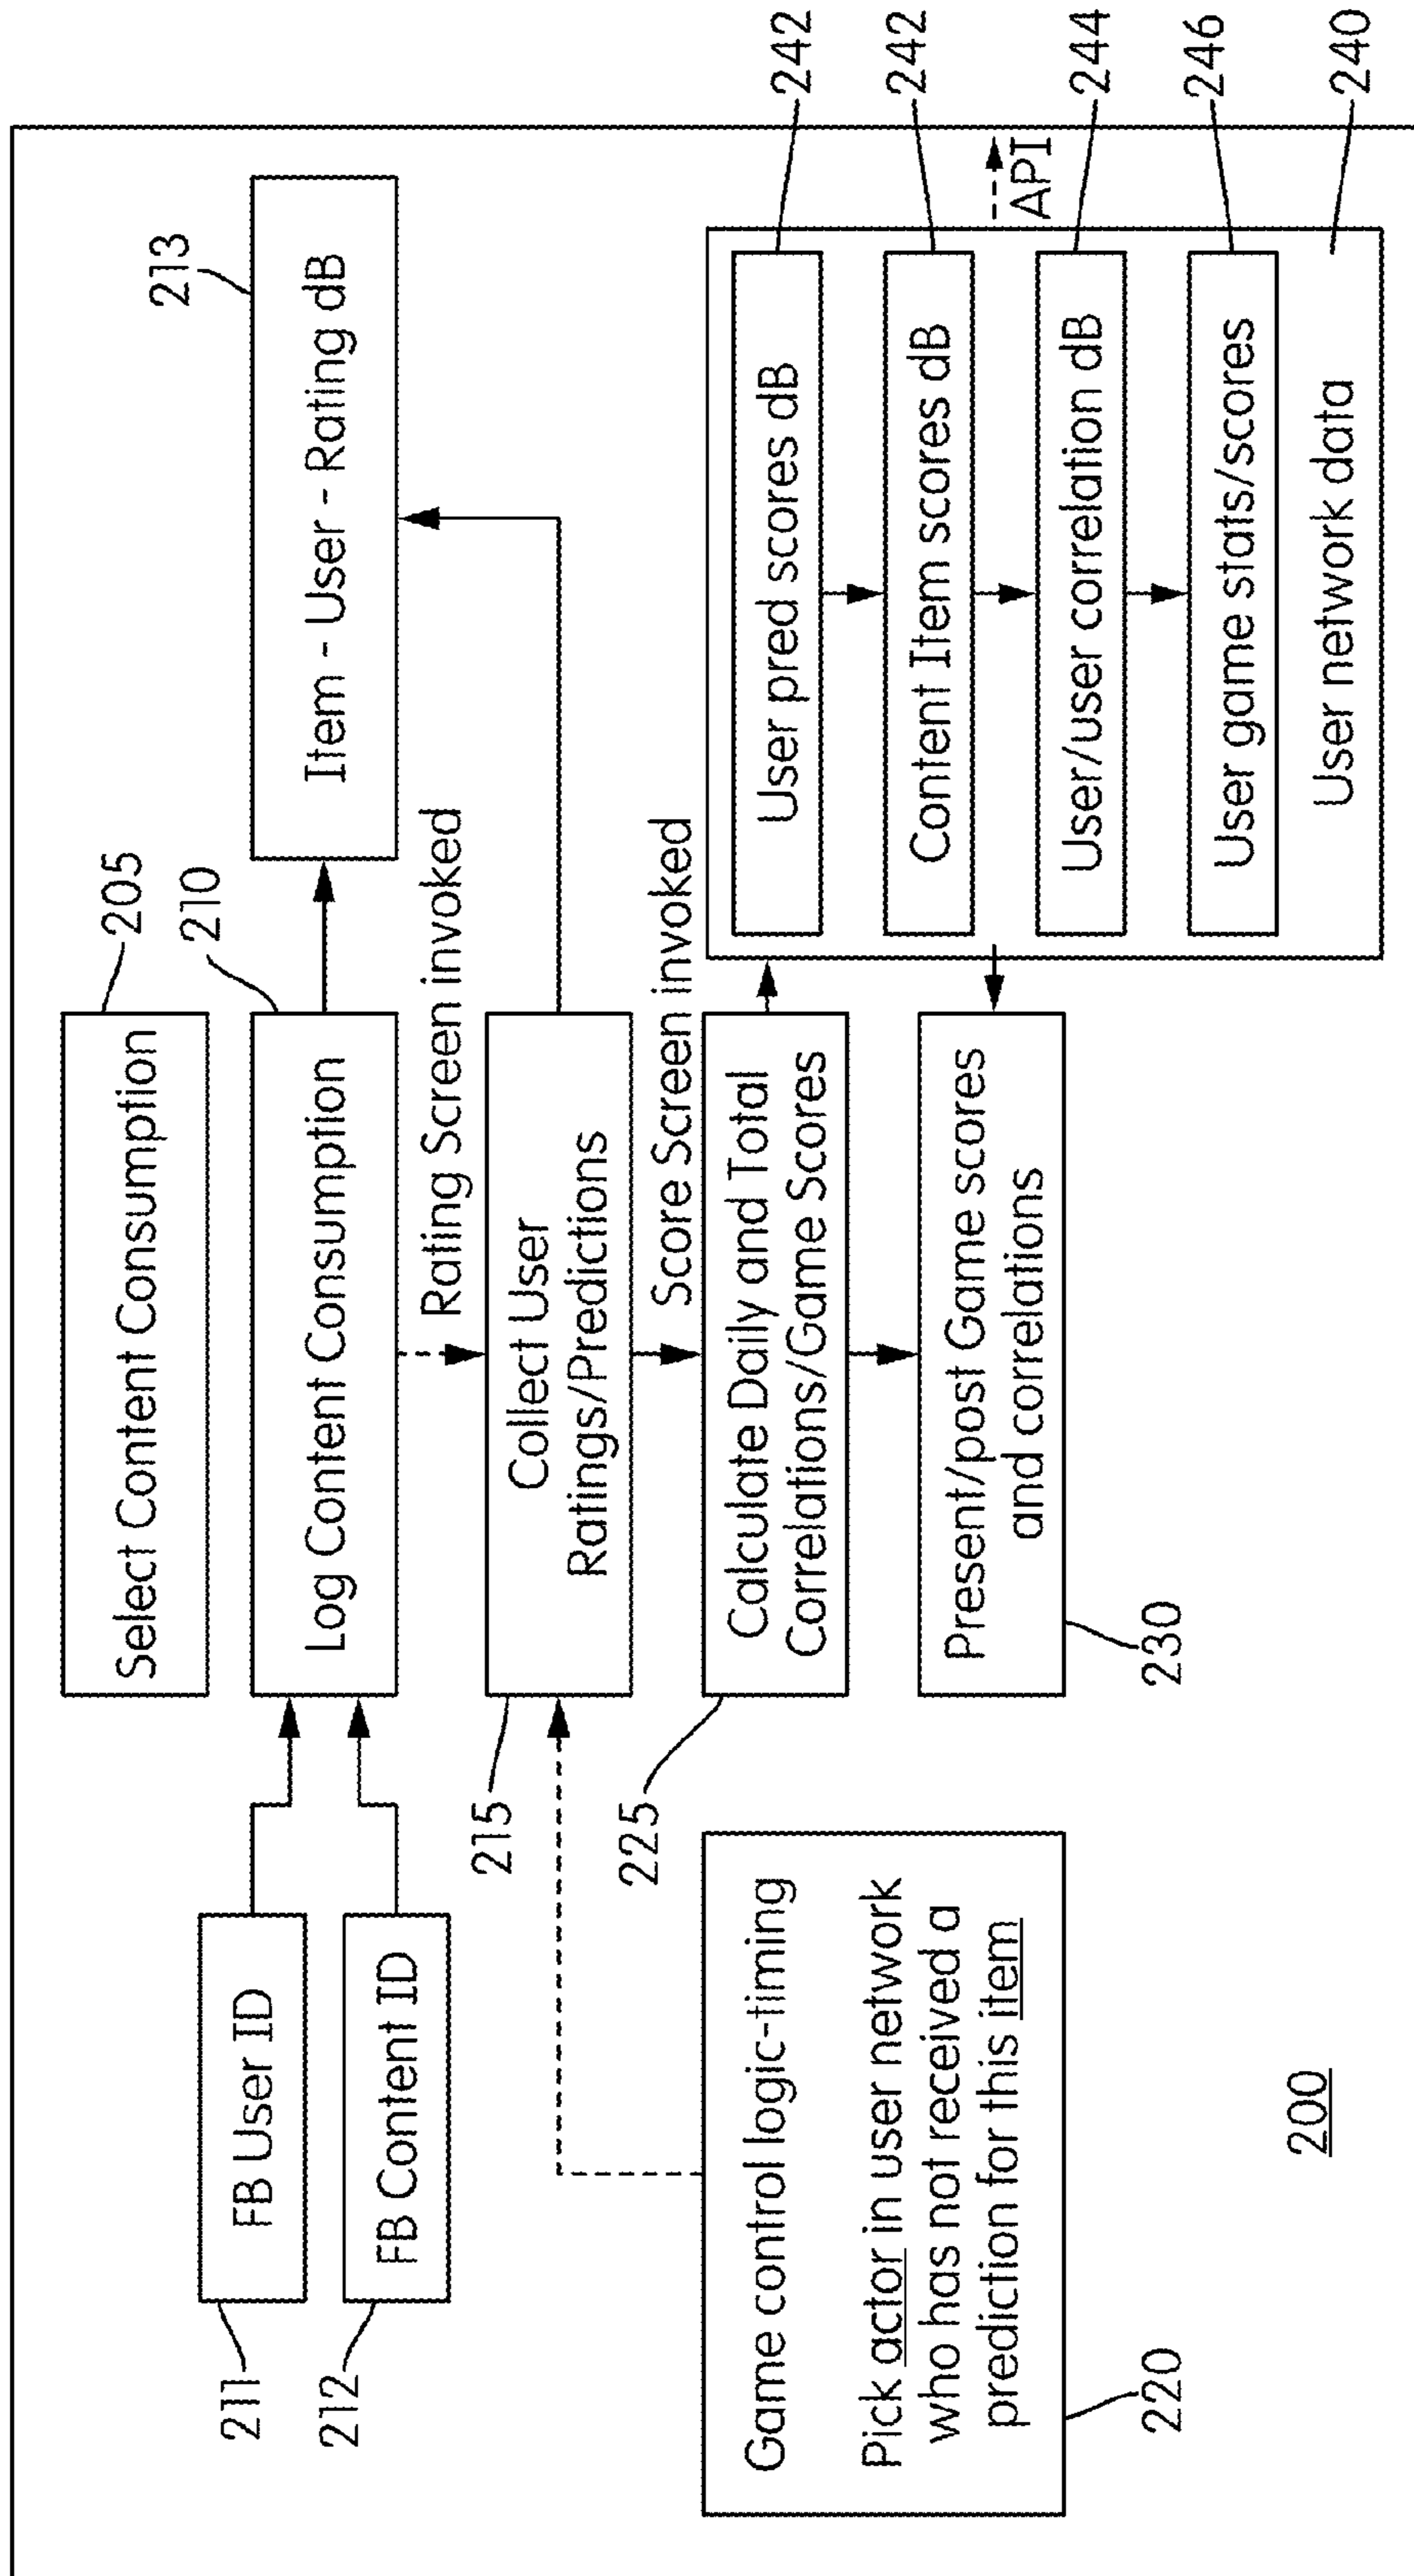 Select Content Consumption
205
FB User ID
211
FB Content ID
212
Log Content Consumption
210
Item - User - Rating dB
213
Rating Screen invoked
Collect User
Ratings/Predictions
215
Score Screen invoked
Game control logic-timing
Pick actor in user network
who has not received a
prediction for this item
220
Calculate Daily and Total
Correlations/Game Scores
225
Present/post Game scores
and correlations
230
User pred scores dB
242
Content Item scores dB
242
API
User/user correlation dB
244
User game stats/scores
246
User network data
240
200